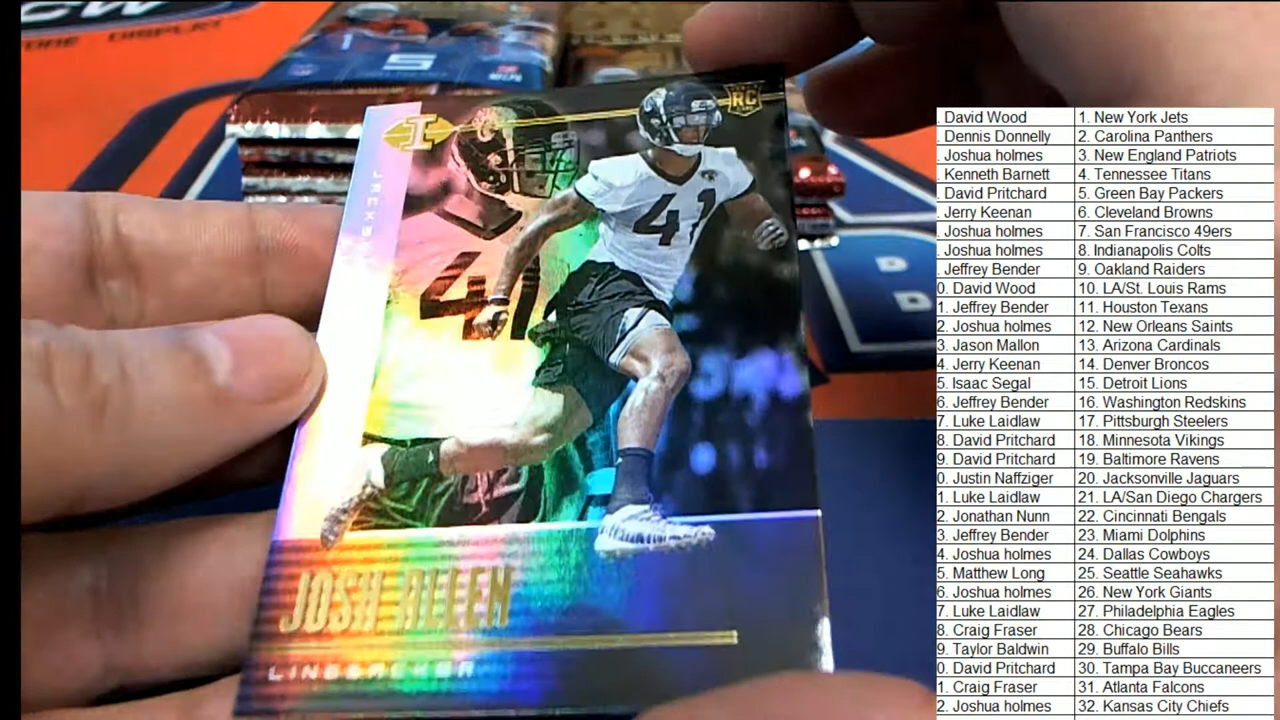 CW
DISPLAY
I
RC
41
41
JOSH ALLEN
LINEBACKER
. David Wood 1. New York Jets
. Dennis Donnelly 2. Carolina Panthers
. Joshua holmes 3. New England Patriots
. Kenneth Barnett 4. Tennessee Titans
. David Pritchard 5. Green Bay Packers
. Jerry Keenan 6. Cleveland Browns
. Joshua holmes 7. San Francisco 49ers
. Joshua holmes 8. Indianapolis Colts
. Jeffrey Bender 9. Oakland Raiders
0. David Wood 10. LA/St. Louis Rams
1. Jeffrey Bender 11. Houston Texans
2. Joshua holmes 12. New Orleans Saints
3. Jason Mallon 13. Arizona Cardinals
4. Jerry Keenan 14. Denver Broncos
5. Isaac Segal 15. Detroit Lions
6. Jeffrey Bender 16. Washington Redskins
7. Luke Laidlaw 17. Pittsburgh Steelers
8. David Pritchard 18. Minnesota Vikings
9. David Pritchard 19. Baltimore Ravens
0. Justin Naffziger 20. Jacksonville Jaguars
1. Luke Laidlaw 21. LA/San Diego Chargers
2. Jonathan Nunn 22. Cincinnati Bengals
3. Jeffrey Bender 23. Miami Dolphins
4. Joshua holmes 24. Dallas Cowboys
5. Matthew Long 25. Seattle Seahawks
6. Joshua holmes 26. New York Giants
7. Luke Laidlaw 27. Philadelphia Eagles
8. Craig Fraser 28. Chicago Bears
9. Taylor Baldwin 29. Buffalo Bills
0. David Pritchard 30. Tampa Bay Buccaneers
1. Craig Fraser 31. Atlanta Falcons
2. Joshua holmes 32. Kansas City Chiefs